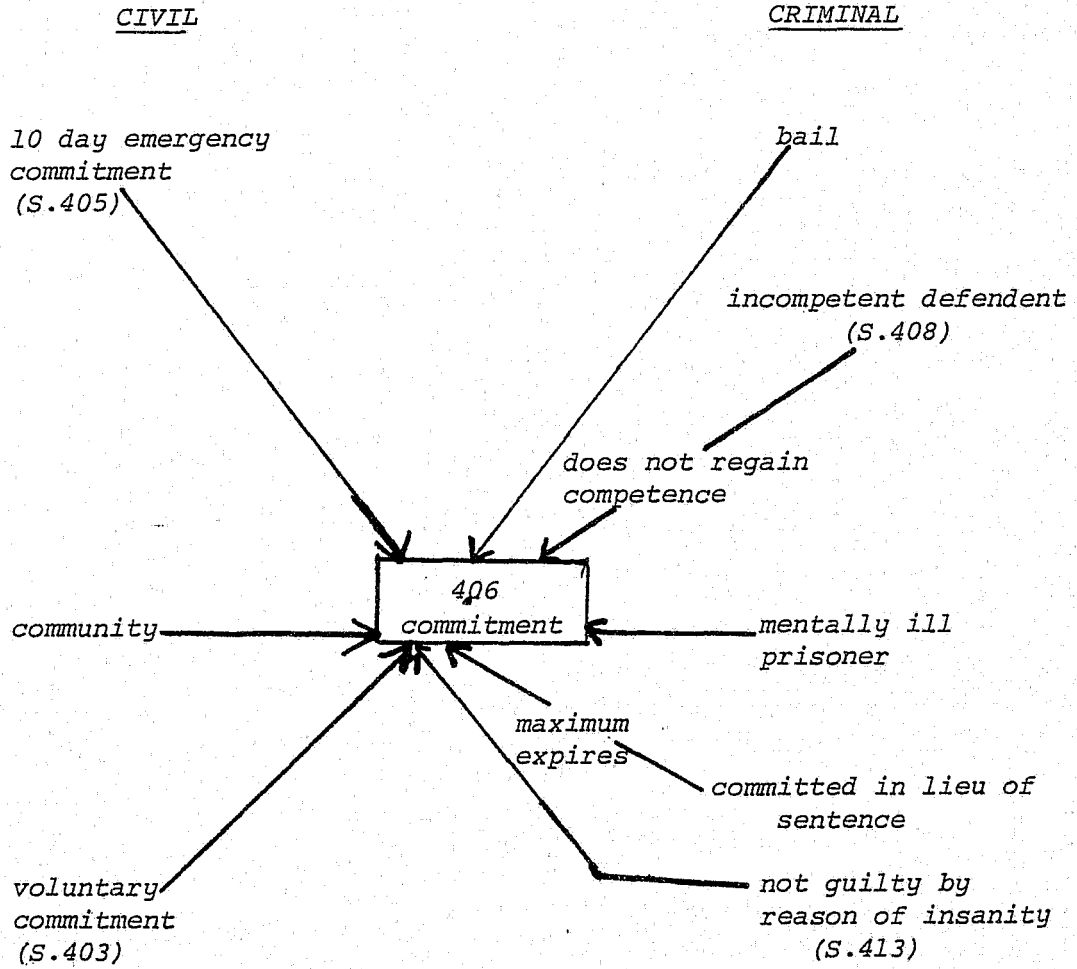 CIVIL
CRIMINAL
10 day emergency
commitment
(S.405)
bail
incompetent defendent
(S.408)
does not regain
competence
406
commitment
community
mentally ill
prisoner
maximum
expires
committed in lieu of
sentence
voluntary
commitment
(S.403)
not guilty by
reason of insanity
(S.413)